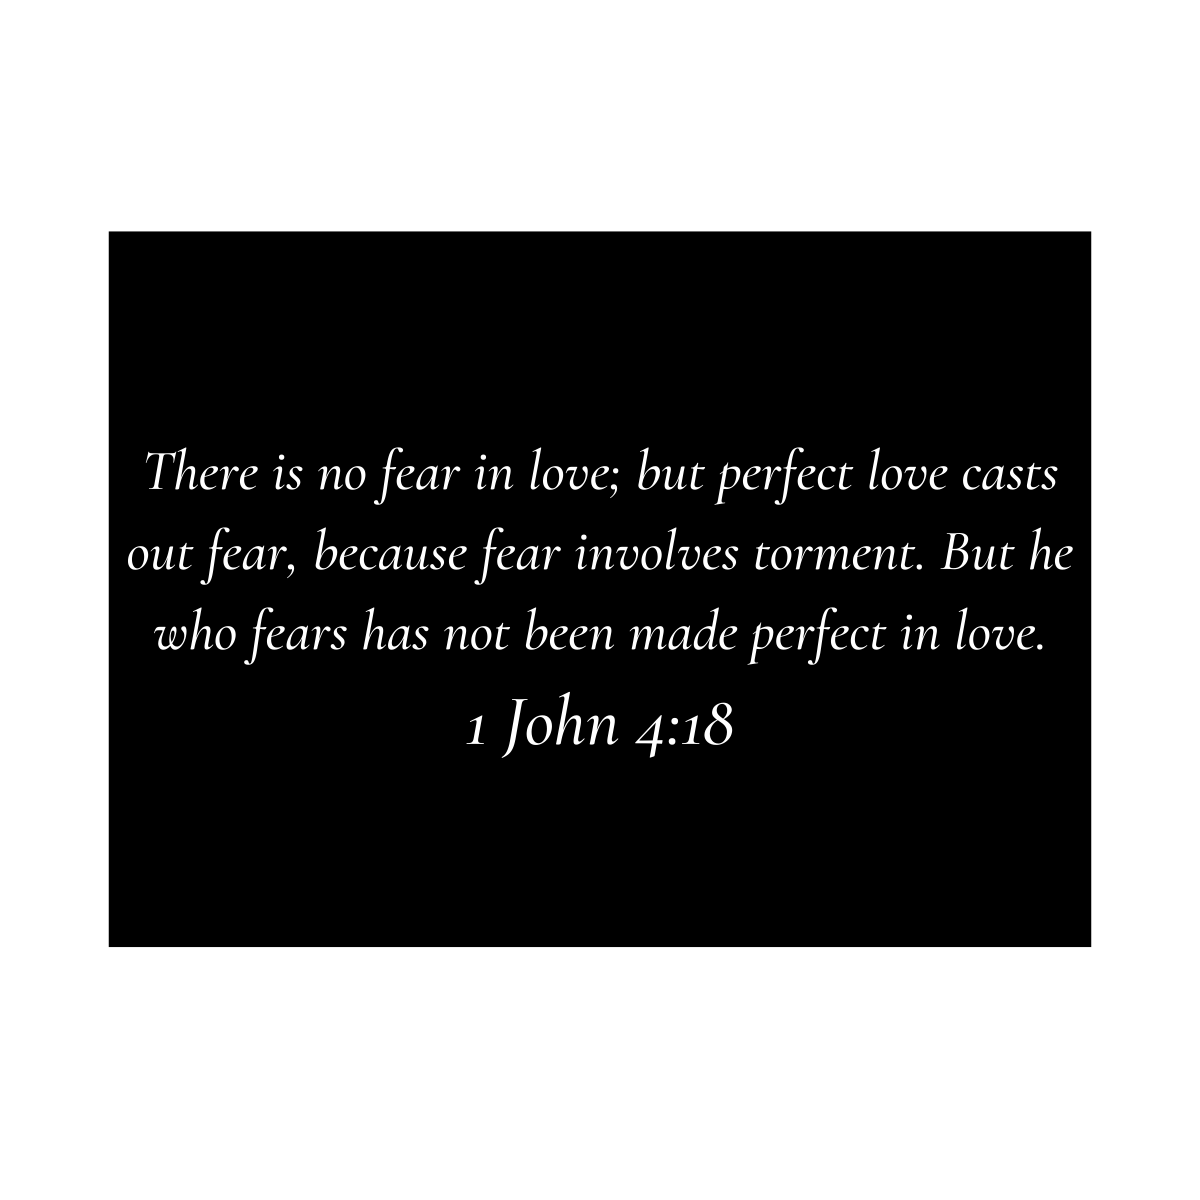 There is no fear in love; but perfect love casts
out fear, because fear involves torment. But he
who fears has not been made perfect in love.
1 John 4:18